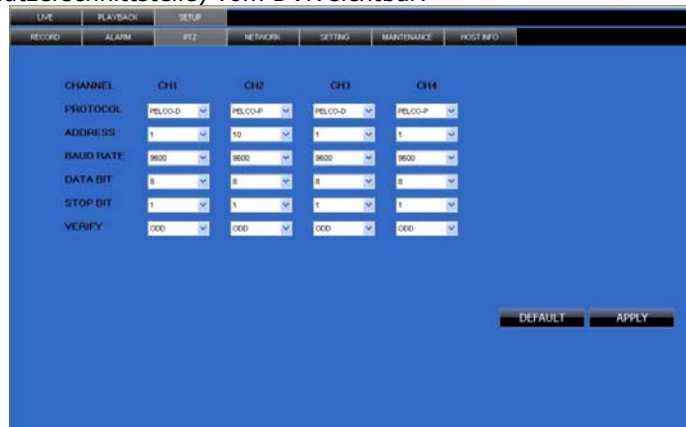 LIVE PLAYBACK SETUP
RECORD ALARM PTZ NETWORK SETTING MAINTENANCE HOST INFO
CHANNEL CH1 CH2 CH3 CH4
PROTOCOL PELCO-D PELCO-P PELCO-D PELCO-P
ADDRESS 1 10 1 1
BAUD RATE 9600 9600 9600 9600
DATA BIT 8 8 8 8
STOP BIT 1 1 1 1
VERIFY ODD ODD ODD ODD
DEFAULT APPLY